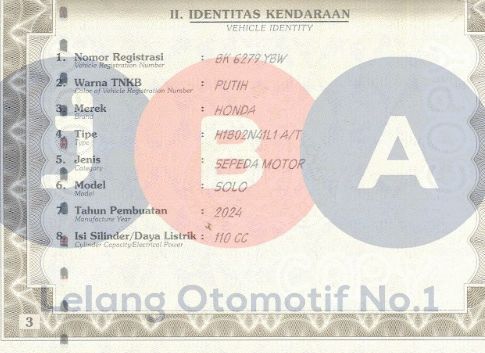 II. IDENTITAS KENDARAAN
VEHICLE IDENTITY
1. Nomor Registrasi : BK 6279 YBW
Vehicle Registration Number
2. Warna TNKB : PUTIH
Color of Vehicle Registration Number
3. Merek : HONDA
Brand
4. Tipe : H1B02N41L1 A/T
Type
5. Jenis : SEPEDA MOTOR
Category
6. Model : SOLO
Model
7. Tahun Pembuatan : 2024
Manufacture Year
8. Isi Silinder/Daya Listrik : 110 CC
Cylinder Capacity/Electrical Power
JBA
Lelang Otomotif No.1
3